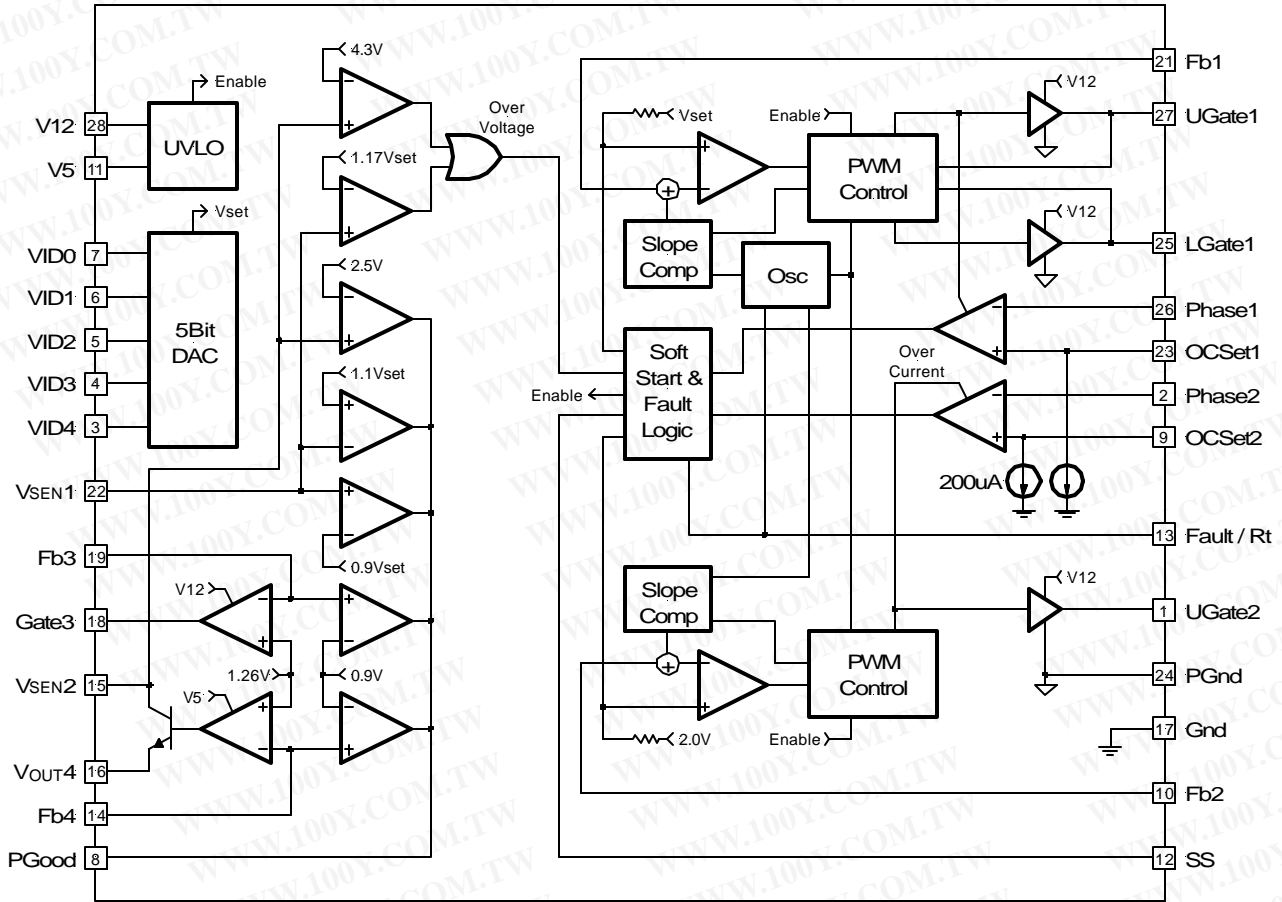 V12 28
V5 11
UVLO
Enable
Vset
VID0 7
VID1 6
VID2 5
VID3 4
VID4 3
5Bit
DAC
VSEN1 22
Fb3 19
Gate3 18
VSEN2 15
VOUT4 16
Fb4 14
PGood 8
4.3V
− +
1.17Vset
− +
2.5V
− +
1.1Vset
+ −
+ −
0.9Vset
V12
− +
+ −
1.26V
0.9V
V5
+ −
− +
Over
Voltage
Vset
+ −
+
Slope
Comp
Enable
PWM
Control
Osc
V12
V12
Soft
Start &
Fault
Logic
Enable
Over
Current
− +
− +
200uA
Slope
Comp
+
− +
2.0V
PWM
Control
Enable
V12
21 Fb1
27 UGate1
25 LGate1
26 Phase1
23 OCSet1
2 Phase2
9 OCSet2
13 Fault / Rt
1 UGate2
24 PGnd
17 Gnd
10 Fb2
12 SS
WWW.100Y.COM.TW